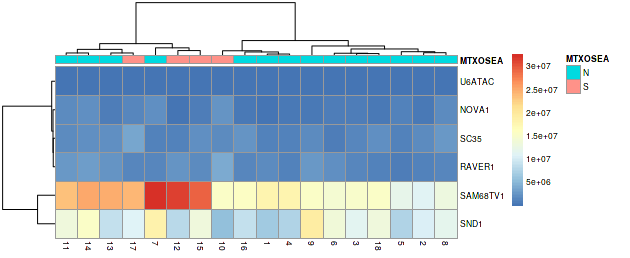 MTXOSEA
U6ATAC
NOVA1
SC35
RAVER1
SAM68TV1
SND1
11 14 13 17 7 12 15 10 16 1 4 9 6 3 18 5 2 8
3e+07
2.5e+07
2e+07
1.5e+07
1e+07
5e+06
MTXOSEA
N
S